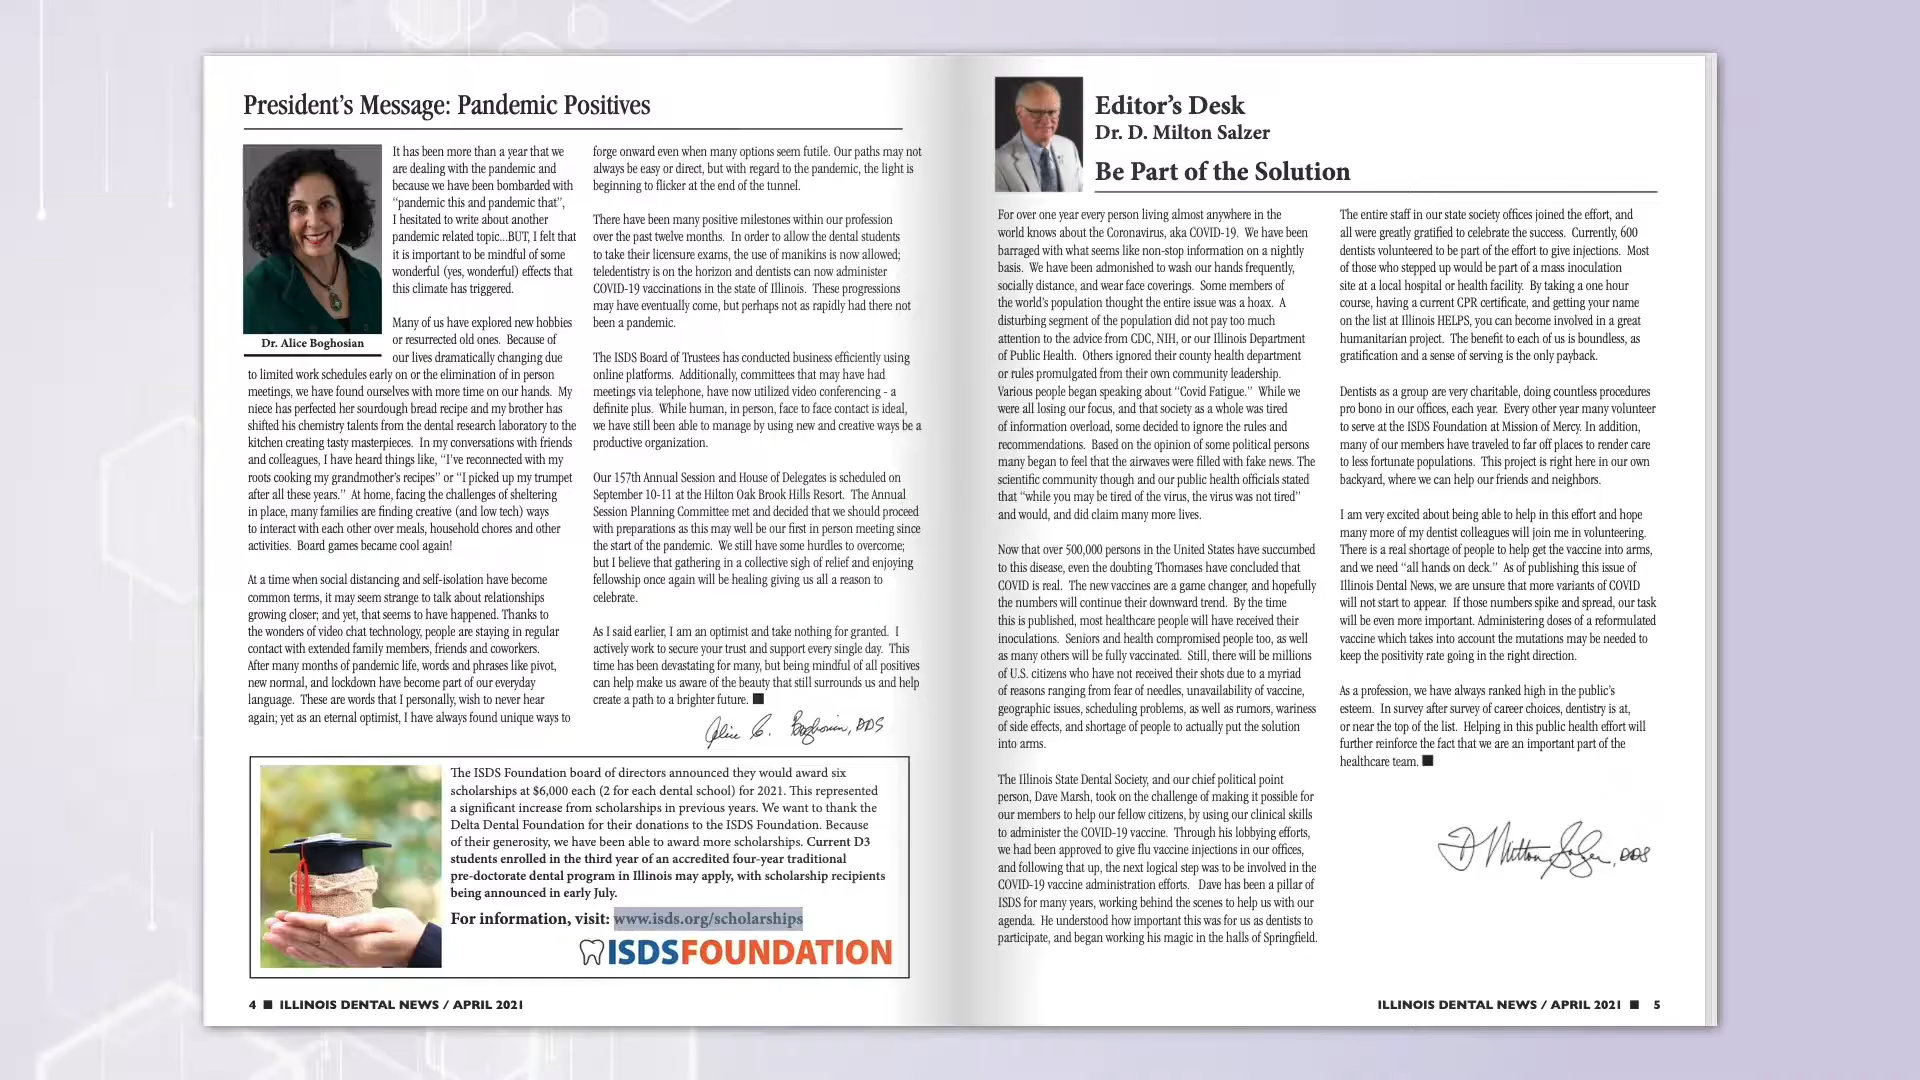 President's Message: Pandemic Positives
Dr. Alice Boghosian
It has been more than a year that we
are dealing with the pandemic and
because we have been bombarded with
"pandemic this and pandemic that",
I hesitated to write about another
pandemic related topic...BUT, I felt that
it is important to be mindful of some
wonderful (yes, wonderful) effects that
this climate has triggered.
Many of us have explored new hobbies
or resurrected old ones. Because of
our lives dramatically changing due
to limited work schedules early on or the elimination of in person
meetings, we have found ourselves with more time on our hands. My
niece has perfected her sourdough bread recipe and my brother has
shifted his chemistry talents from the dental research laboratory to the
kitchen creating tasty masterpieces. In my conversations with friends
and colleagues, I have heard things like, "I've reconnected with my
roots cooking my grandmother's recipes" or "I picked up my trumpet
after all these years." At home, facing the challenges of sheltering
in place, many families are finding creative (and low tech) ways
to interact with each other over meals, household chores and other
activities. Board games became cool again!
At a time when social distancing and self-isolation have become
common terms, it may seem strange to talk about relationships
growing closer; and yet, that seems to have happened. Thanks to
the wonders of video chat technology, people are staying in regular
contact with extended family members, friends and coworkers.
After many months of pandemic life, words and phrases like pivot,
new normal, and lockdown have become part of our everyday
language. These are words that I personally, wish to never hear
again; yet as an eternal optimist, I have always found unique ways to
forge onward even when many options seem futile. Our paths may not
always be easy or direct, but with regard to the pandemic, the light is
beginning to flicker at the end of the tunnel.
There have been many positive milestones within our profession
over the past twelve months. In order to allow the dental students
to take their licensure exams, the use of manikins is now allowed;
teledentistry is on the horizon and dentists can now administer
COVID-19 vaccinations in the state of Illinois. These progressions
may have eventually come, but perhaps not as rapidly had there not
been a pandemic.
The ISDS Board of Trustees has conducted business efficiently using
online platforms. Additionally, committees that may have had
meetings via telephone, have now utilized video conferencing - a
definite plus. While human, in person, face to face contact is ideal,
we have still been able to manage by using new and creative ways be a
productive organization.
Our 157th Annual Session and House of Delegates is scheduled on
September 10-11 at the Hilton Oak Brook Hills Resort. The Annual
Session Planning Committee met and decided that we should proceed
with preparations as this may well be our first in person meeting since
the start of the pandemic. We still have some hurdles to overcome;
but I believe that gathering in a collective sigh of relief and enjoying
fellowship once again will be healing giving us all a reason to
celebrate.
As I said earlier, I am an optimist and take nothing for granted. I
actively work to secure your trust and support every single day. This
time has been devastating for many, but being mindful of all positives
can help make us aware of the beauty that still surrounds us and help
create a path to a brighter future. ■
Alice G. Boghosian, DDS
The ISDS Foundation board of directors announced they would award six
scholarships at $6,000 each (2 for each dental school) for 2021. This represented
a significant increase from scholarships in previous years. We want to thank the
Delta Dental Foundation for their donations to the ISDS Foundation. Because
of their generosity, we have been able to award more scholarships. Current D3
students enrolled in the third year of an accredited four-year traditional
pre-doctorate dental program in Illinois may apply, with scholarship recipients
being announced in early July.
For information, visit: www.isds.org/scholarships
ISDSFOUNDATION
4 ■ ILLINOIS DENTAL NEWS / APRIL 2021
Editor's Desk
Dr. D. Milton Salzer
Be Part of the Solution
For over one year every person living almost anywhere in the
world knows about the Coronavirus, aka COVID-19. We have been
barraged with what seems like non-stop information on a nightly
basis. We have been admonished to wash our hands frequently,
socially distance, and wear face coverings. Some members of
the world's population thought the entire issue was a hoax. A
disturbing segment of the population did not pay too much
attention to the advice from CDC, NIH, or our Illinois Department
of Public Health. Others ignored their county health department
or rules promulgated from their own community leadership.
Various people began speaking about "Covid Fatigue." While we
were all losing our focus, and that society as a whole was tired
of information overload, some decided to ignore the rules and
recommendations. Based on the opinion of some political persons
many began to feel that the airwaves were filled with fake news. The
scientific community though and our public health officials stated
that "while you may be tired of the virus, the virus was not tired"
and would, and did claim many more lives.
Now that over 500,000 persons in the United States have succumbed
to this disease, even the doubting Thomases have concluded that
COVID is real. The new vaccines are a game changer, and hopefully
the numbers will continue their downward trend. By the time
this is published, most healthcare people will have received their
inoculations. Seniors and health compromised people too, as well
as many others will be fully vaccinated. Still, there will be millions
of U.S. citizens who have not received their shots due to a myriad
of reasons ranging from fear of needles, unavailability of vaccine,
geographic issues, scheduling problems, as well as rumors, wariness
of side effects, and shortage of people to actually put the solution
into arms.
The Illinois State Dental Society, and our chief political point
person, Dave Marsh, took on the challenge of making it possible for
our members to help our fellow citizens, by using our clinical skills
to administer the COVID-19 vaccine. Through his lobbying efforts,
we had been approved to give flu vaccine injections in our offices,
and following that up, the next logical step was to be involved in the
COVID-19 vaccine administration efforts. Dave has been a pillar of
ISDS for many years, working behind the scenes to help us with our
agenda. He understood how important this was for us as dentists to
participate, and began working his magic in the halls of Springfield.
The entire staff in our state society offices joined the effort, and
all were greatly gratified to celebrate the success. Currently, 600
dentists volunteered to be part of the effort to give injections. Most
of those who stepped up would be part of a mass inoculation
site at a local hospital or health facility. By taking a one hour
course, having a current CPR certificate, and getting your name
on the list at Illinois HELPS, you can become involved in a great
humanitarian project. The benefit to each of us is boundless, as
gratification and a sense of serving is the only payback.
Dentists as a group are very charitable, doing countless procedures
pro bono in our offices, each year. Every other year many volunteer
to serve at the ISDS Foundation at Mission of Mercy. In addition,
many of our members have traveled to far off places to render care
to less fortunate populations. This project is right here in our own
backyard, where we can help our friends and neighbors.
I am very excited about being able to help in this effort and hope
many more of my dentist colleagues will join me in volunteering.
There is a real shortage of people to help get the vaccine into arms,
and we need "all hands on deck." As of publishing this issue of
Illinois Dental News, we are unsure that more variants of COVID
will not start to appear. If those numbers spike and spread, our task
will be even more important. Administering doses of a reformulated
vaccine which takes into account the mutations may be needed to
keep the positivity rate going in the right direction.
As a profession, we have always ranked high in the public's
esteem. In survey after survey of career choices, dentistry is at,
or near the top of the list. Helping in this public health effort will
further reinforce the fact that we are an important part of the
healthcare team. ■
D Milton Salzer, DDS
ILLINOIS DENTAL NEWS / APRIL 2021 ■ 5